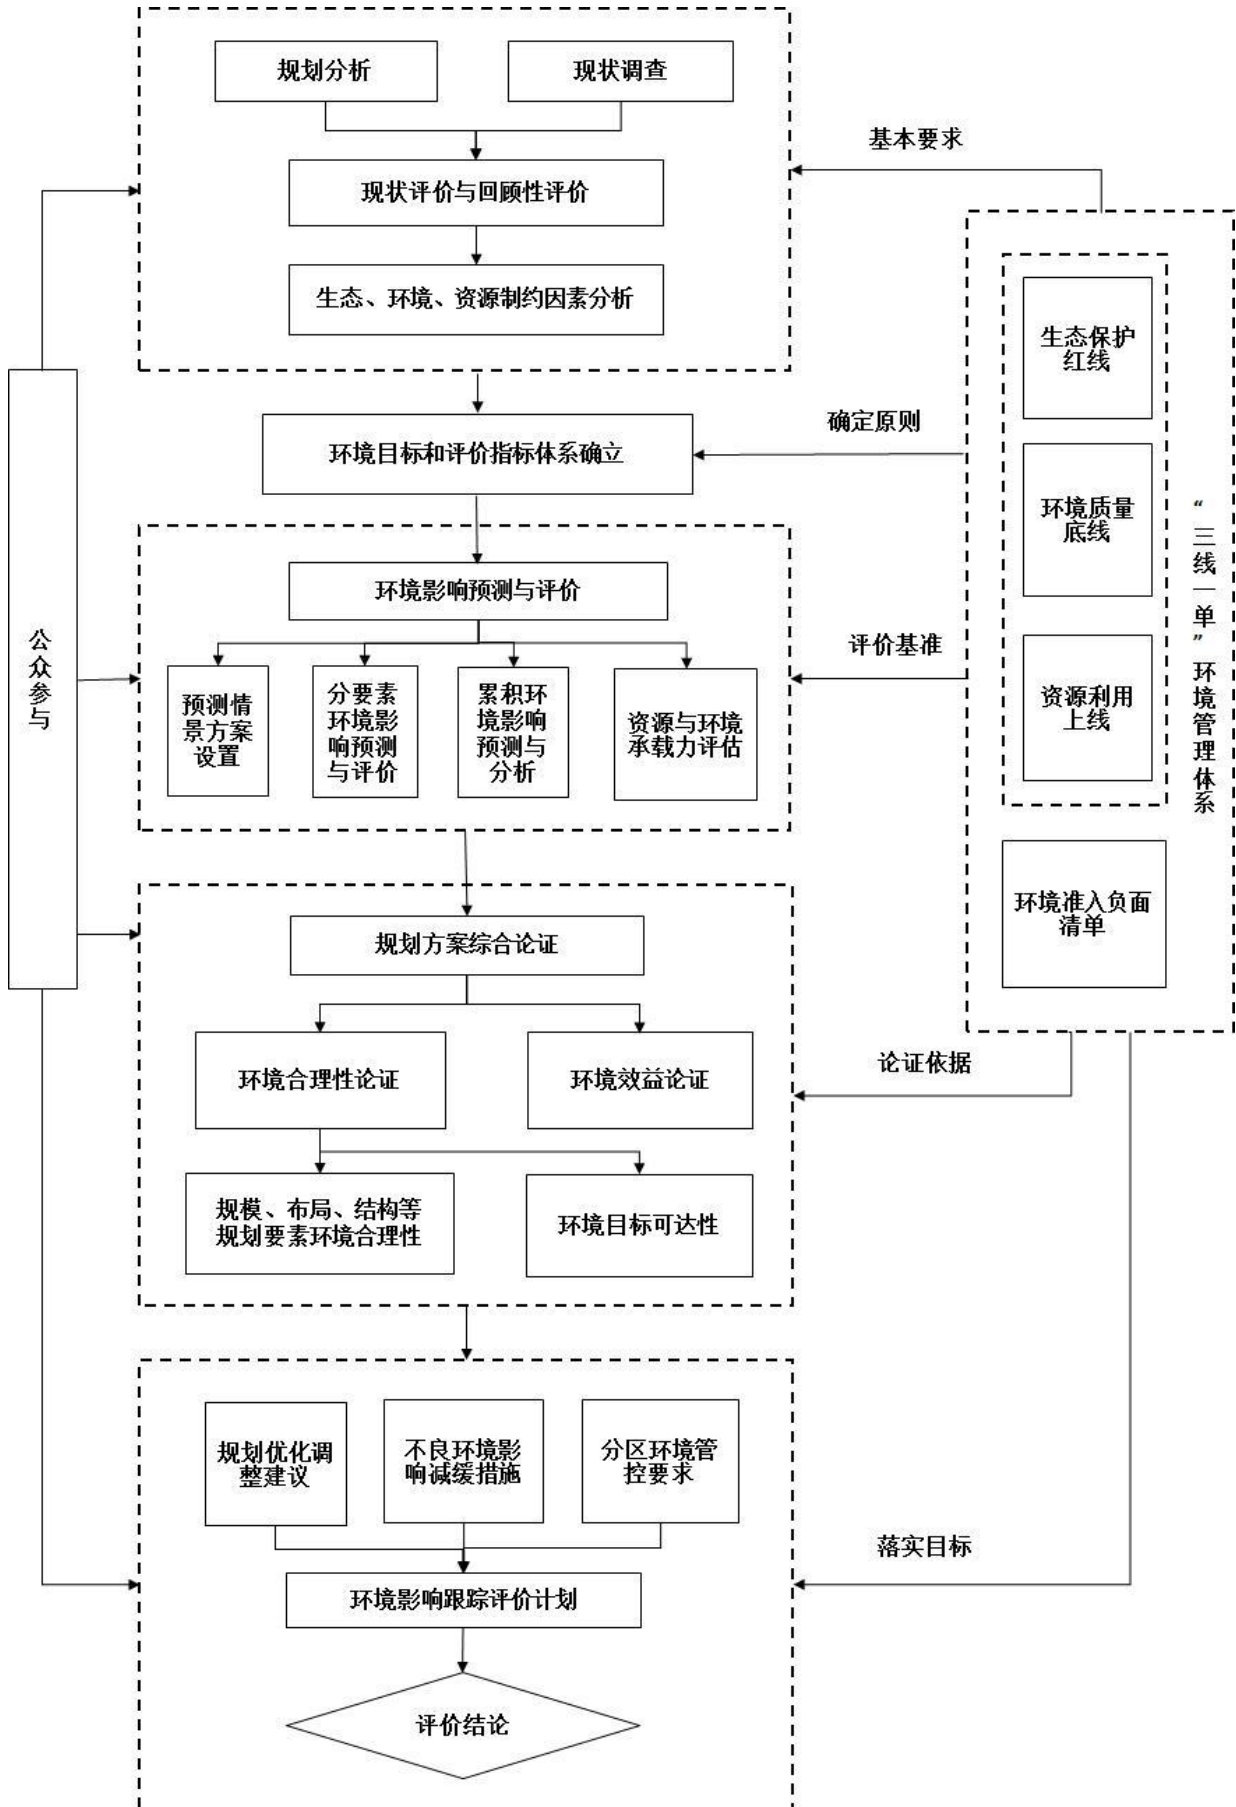 规划分析
现状调查
基本要求
现状评价与回顾性评价
生态、环境、资源制约因素分析
生态保护
红线
确定原则
环境目标和评价指标体系确立
环境质量
底线
“三线一单”环境管理体系
环境影响预测与评价
公众参与
评价基准
预测情
景方案
设置
分要素
环境影
响预测
与评价
累积环
境影响
预测与
分析
资源与环境
承载力评估
资源利用
上线
环境准入负面
清单
规划方案综合论证
环境合理性论证
环境效益论证
论证依据
规模、布局、结构等
规划要素环境合理性
环境目标可达性
规划优化调
整建议
不良环境影
响减缓措施
分区环境管
控要求
落实目标
环境影响跟踪评价计划
评价结论